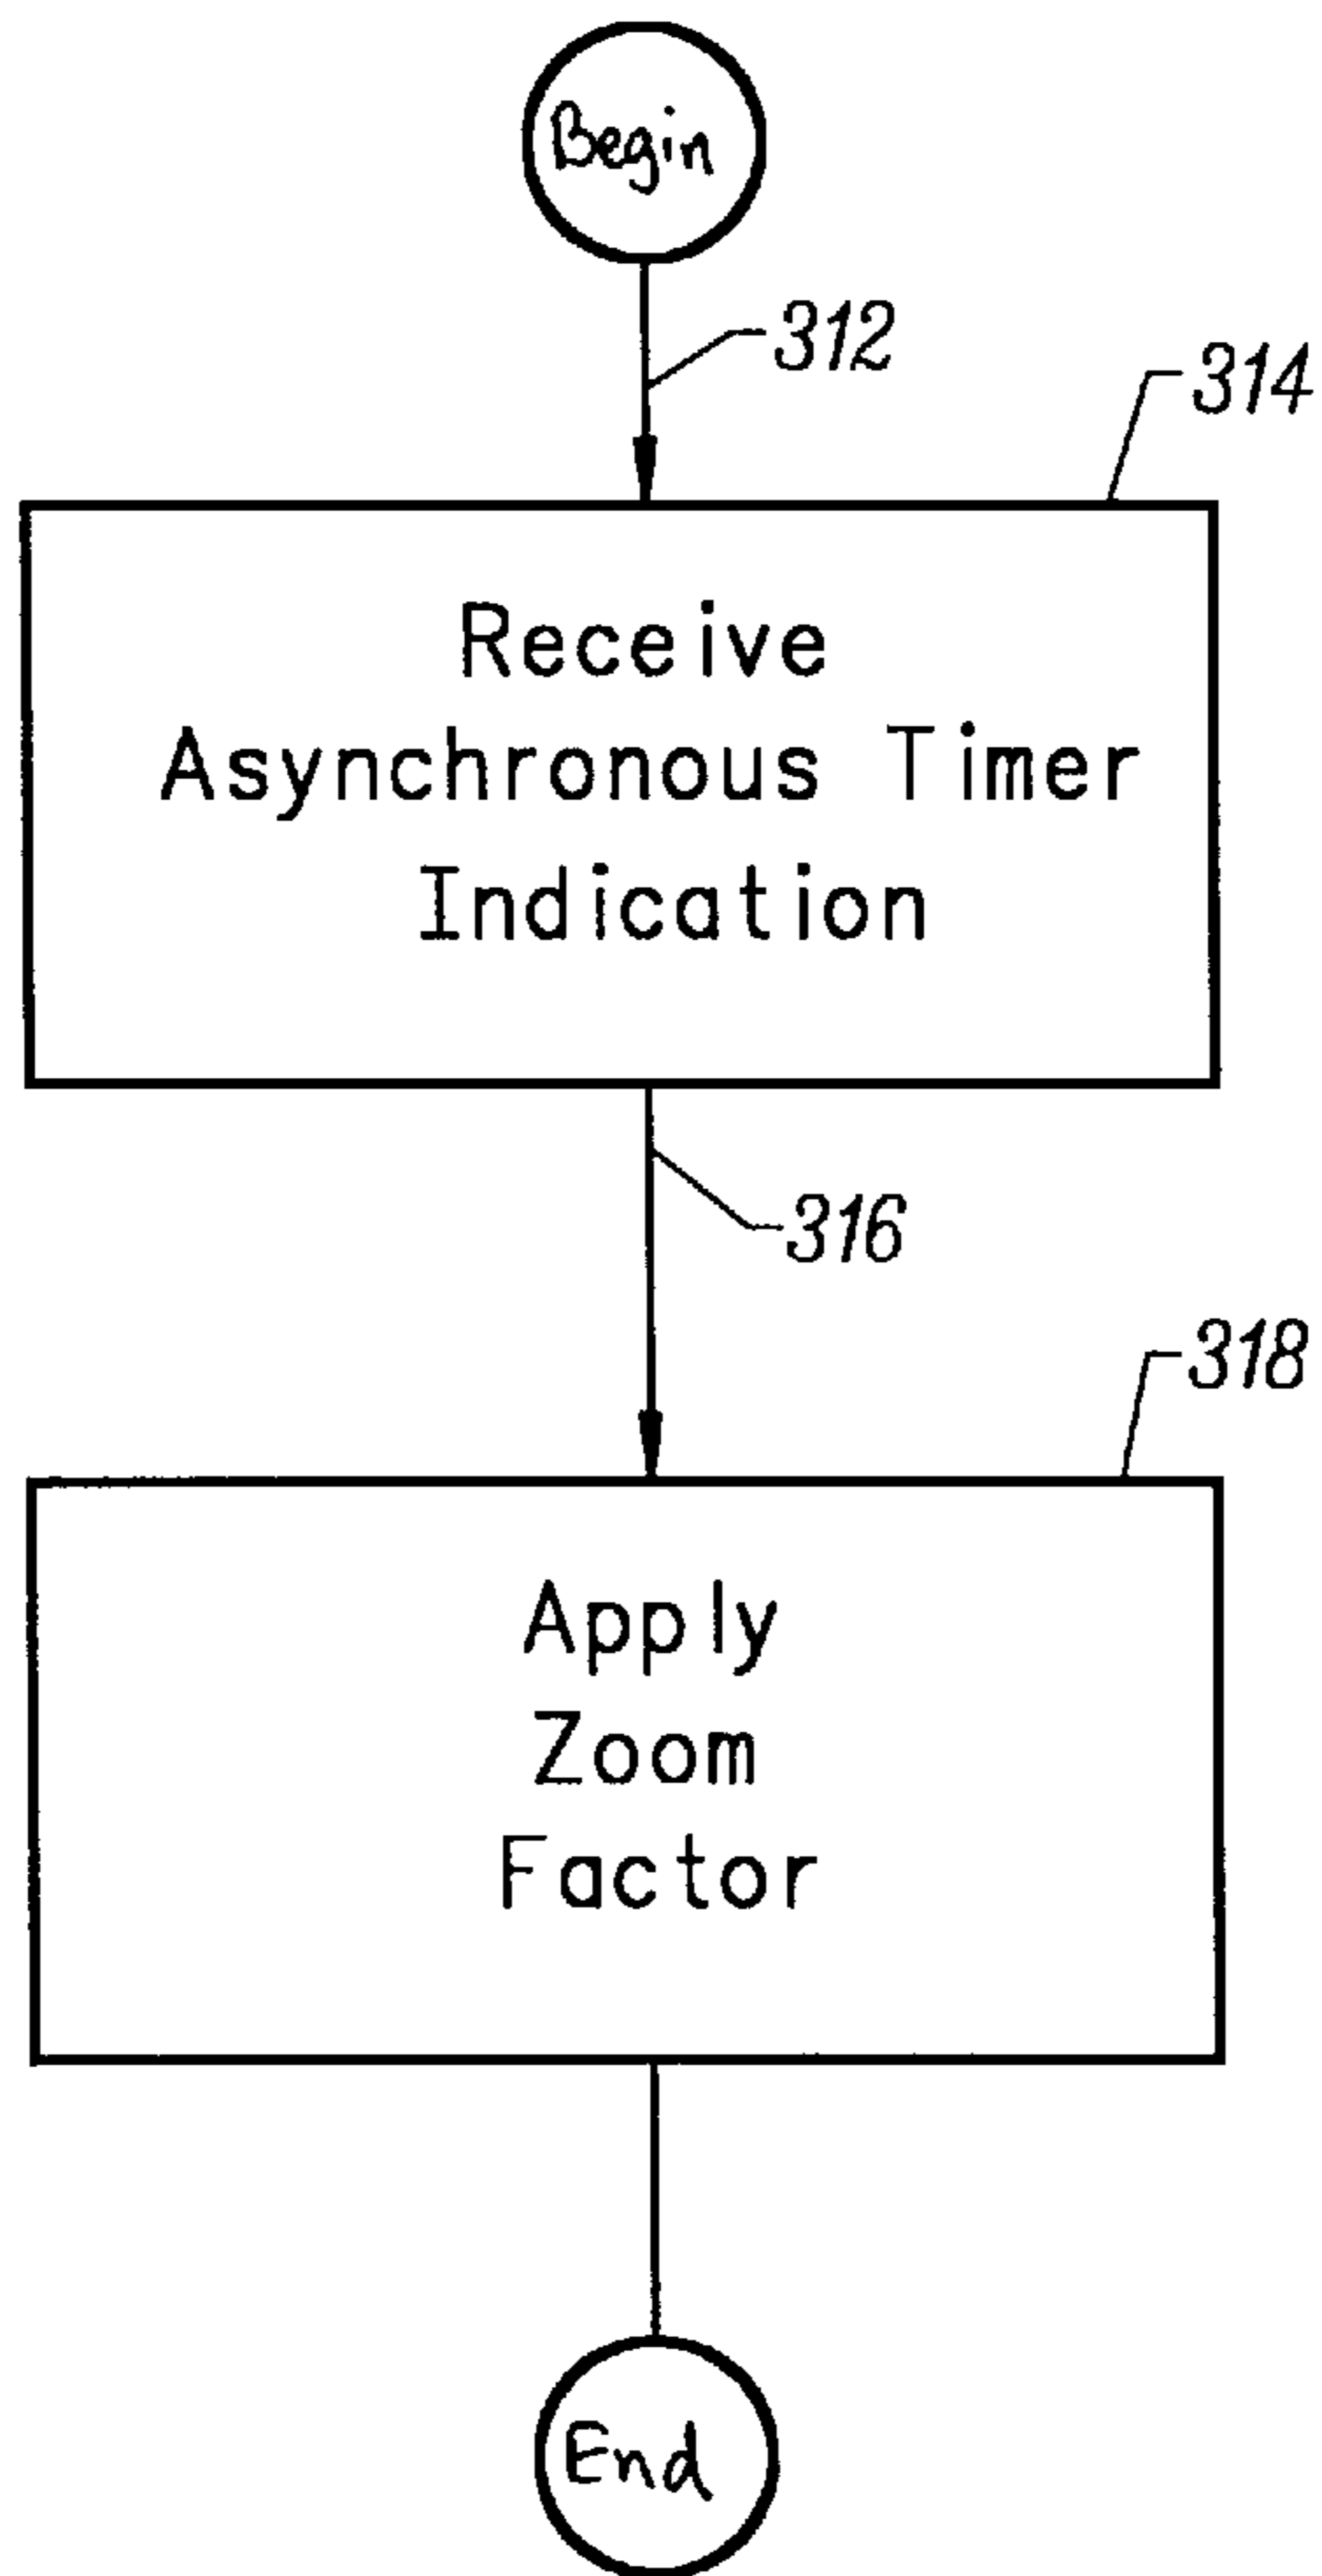 Begin
312
314
Receive
Asynchronous Timer
Indication
316
318
Apply
Zoom
Factor
End